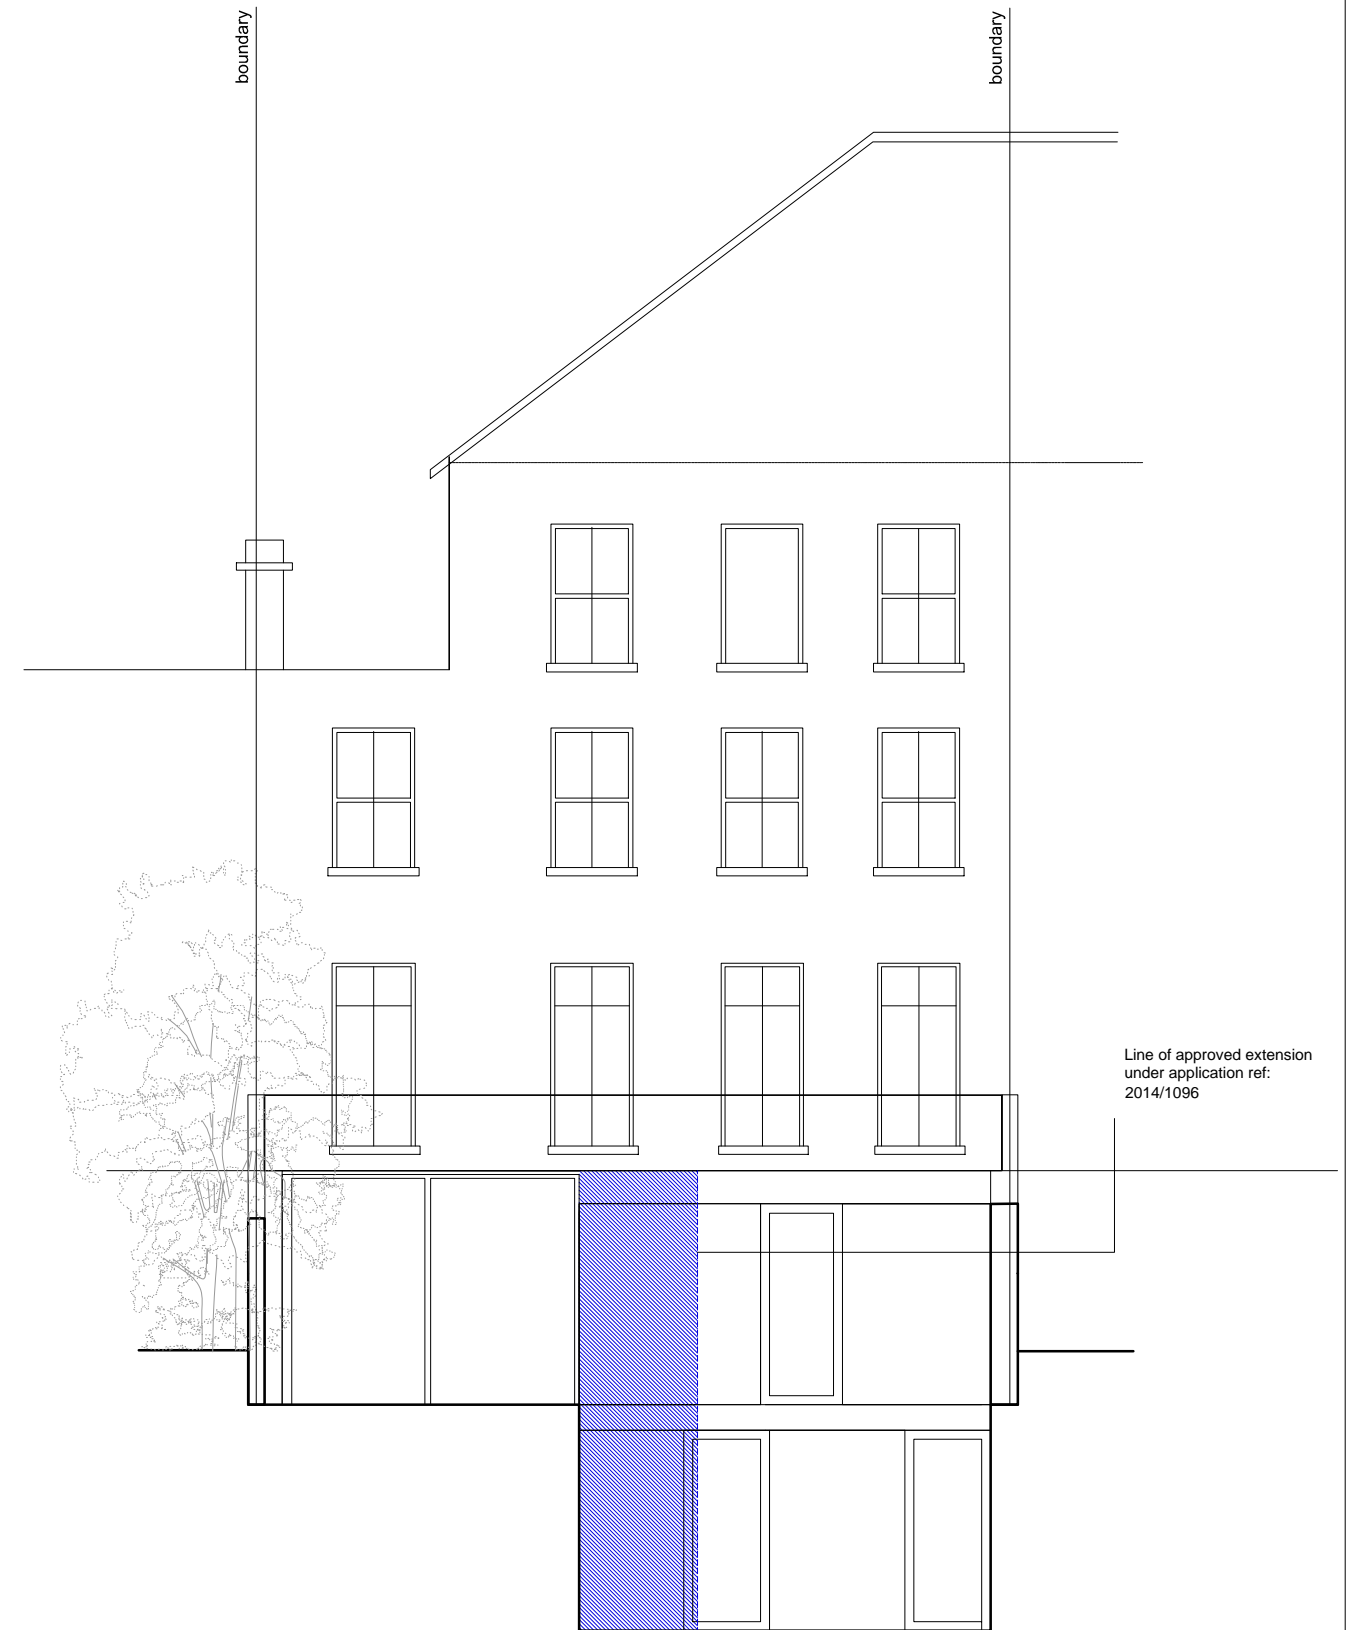 boundary
boundary
Line of approved extension
under application ref:
2014/1096